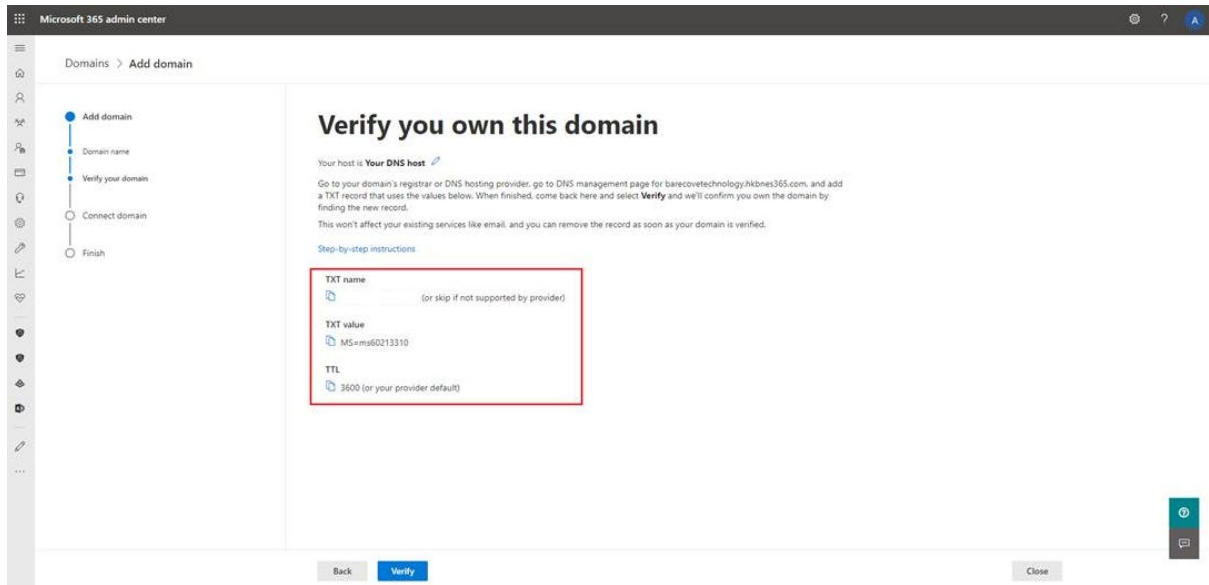 Microsoft 365 admin center
?
A
Domains > Add domain
Add domain
Domain name
Verify your domain
Connect domain
Finish
Verify you own this domain
Your host is Your DNS host
Go to your domain's registrar or DNS hosting provider, go to DNS management page for barecovetechnology.hkbnes365.com, and add
a TXT record that uses the values below. When finished, come back here and select Verify and we'll confirm you own the domain by
finding the new record.
This won't affect your existing services like email, and you can remove the record as soon as your domain is verified.
Step-by-step instructions
TXT name
(or skip if not supported by provider)
TXT value
MS=ms60213310
TTL
3600 (or your provider default)
Back
Verify
Close